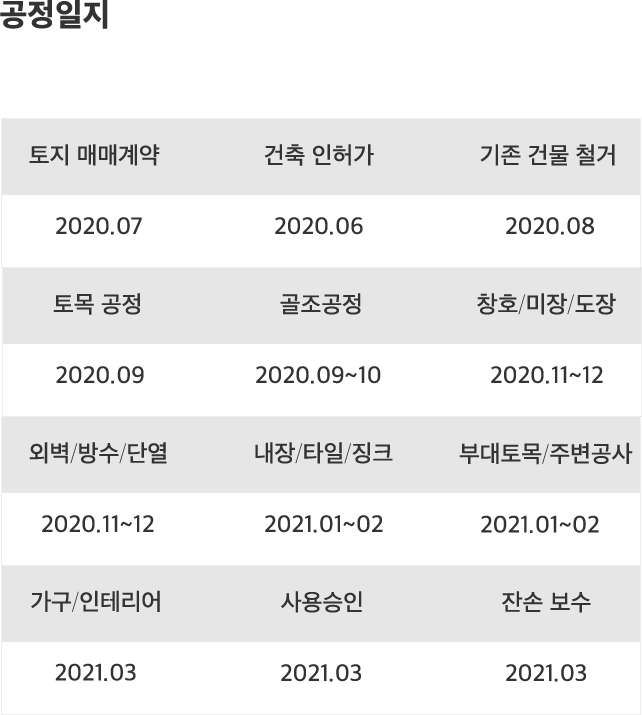 공정일지
토지 매매계약 건축 인허가 기존 건물 철거
2020.07 2020.06 2020.08
토목 공정 골조공정 창호/미장/도장
2020.09 2020.09~10 2020.11~12
외벽/방수/단열 내장/타일/징크 부대토목/주변공사
2020.11~12 2021.01~02 2021.01~02
가구/인테리어 사용승인 잔손 보수
2021.03 2021.03 2021.03